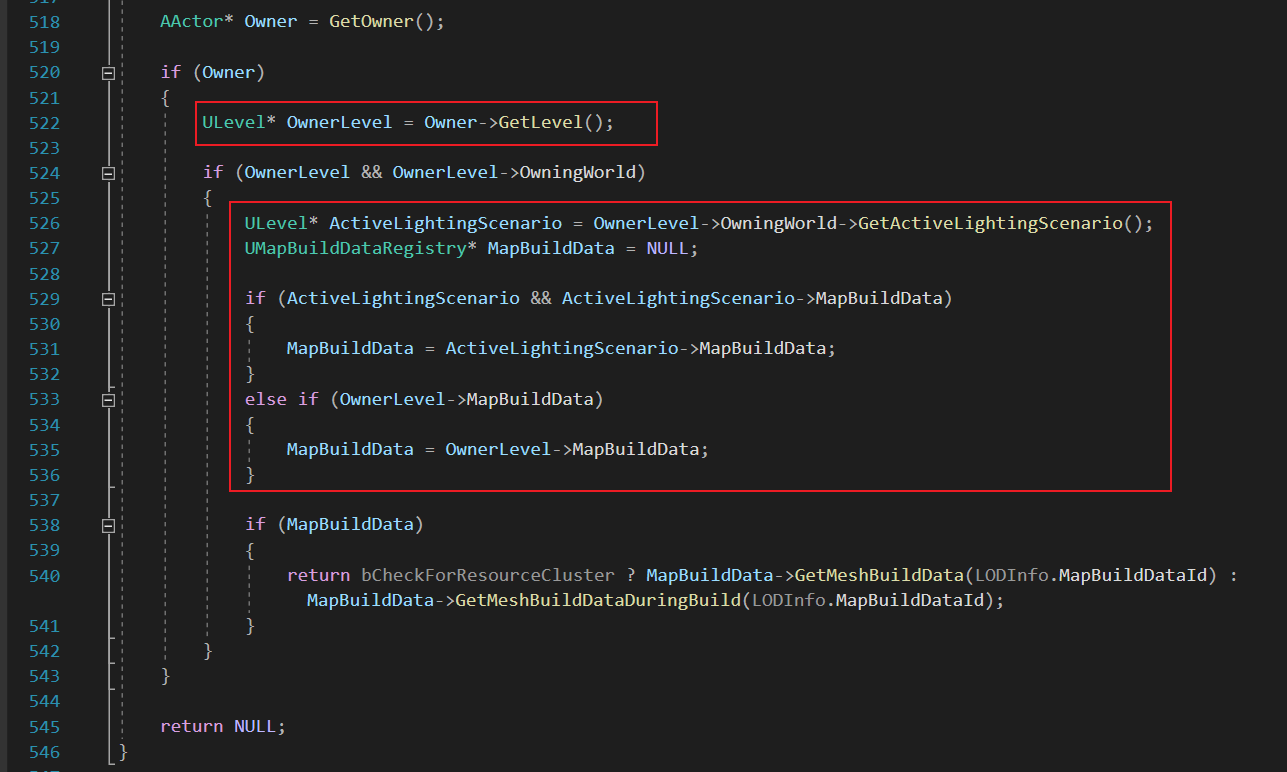 518 AActor* Owner = GetOwner();
519
520 if (Owner)
521 {
522 ULevel* OwnerLevel = Owner->GetLevel();
523
524 if (OwnerLevel && OwnerLevel->OwningWorld)
525 {
526 ULevel* ActiveLightingScenario = OwnerLevel->OwningWorld->GetActiveLightingScenario();
527 UMapBuildDataRegistry* MapBuildData = NULL;
528
529 if (ActiveLightingScenario && ActiveLightingScenario->MapBuildData)
530 {
531 MapBuildData = ActiveLightingScenario->MapBuildData;
532 }
533 else if (OwnerLevel->MapBuildData)
534 {
535 MapBuildData = OwnerLevel->MapBuildData;
536 }
537
538 if (MapBuildData)
539 {
540 return bCheckForResourceCluster ? MapBuildData->GetMeshBuildData(LODInfo.MapBuildDataId) :
MapBuildData->GetMeshBuildDataDuringBuild(LODInfo.MapBuildDataId);
541 }
542 }
543 }
544
545 return NULL;
546 }